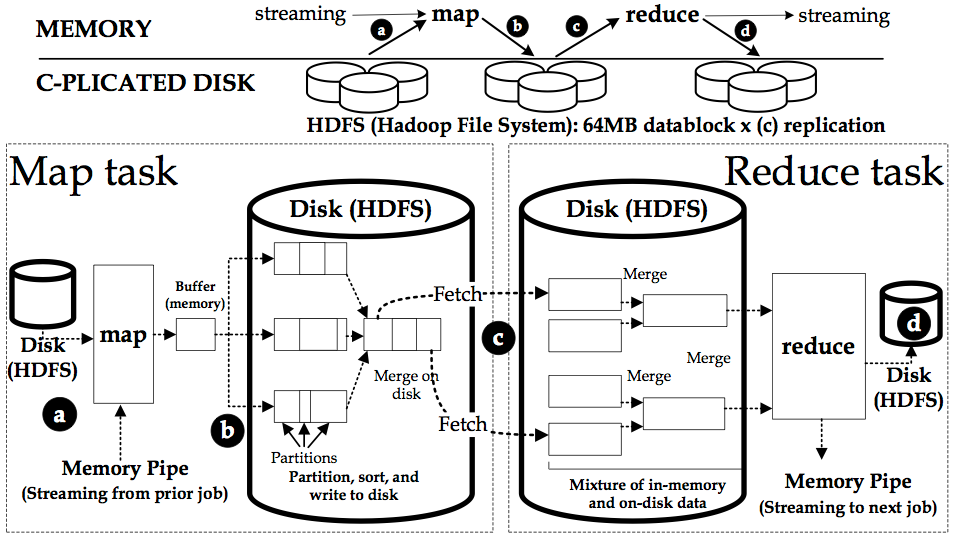 streaming
map
reduce
streaming
MEMORY
a
b
c
d
C-PLICATED DISK
HDFS (Hadoop File System): 64MB datablock x (c) replication
Map task
Reduce task
Disk (HDFS)
Disk (HDFS)
Buffer
(memory)
map
Disk
(HDFS)
a
b
Memory Pipe
(Streaming from prior job)
Merge on
disk
Partitions
Partition, sort, and
write to disk
Fetch
Fetch
c
Merge
Merge
Merge
Mixture of in-memory
and on-disk data
reduce
d
Disk
(HDFS)
Memory Pipe
(Streaming to next job)